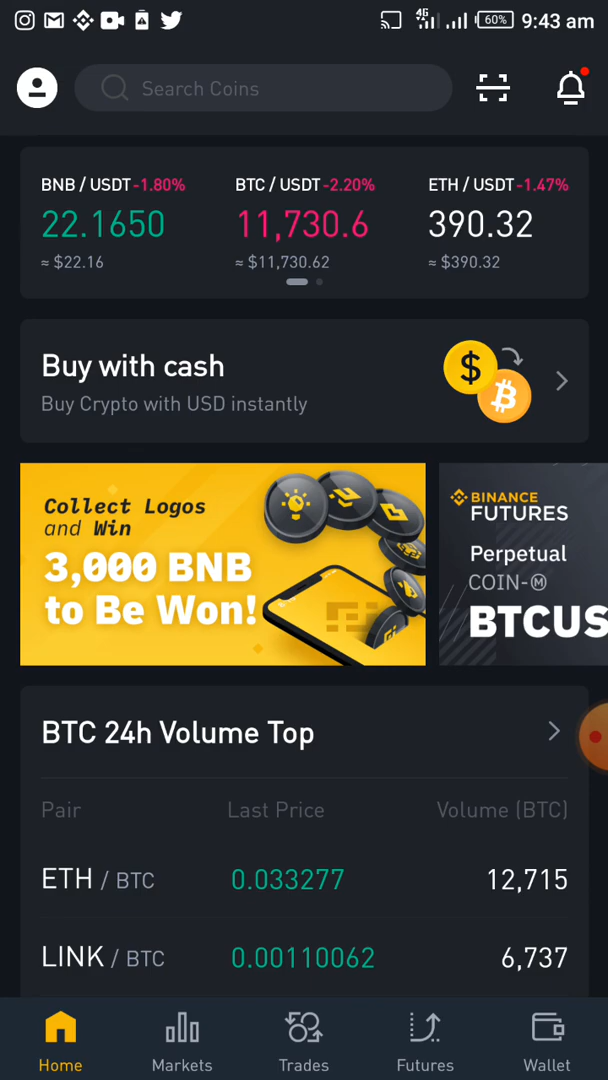 4G
60%
9:43 am
Search Coins
BNB / USDT -1.80%
22.1650
≈ $22.16
BTC / USDT -2.20%
11,730.6
≈ $11,730.62
ETH / USDT -1.47%
390.32
≈ $390.32
Buy with cash
Buy Crypto with USD instantly
$
Collect Logos
and Win
3,000 BNB
to Be Won!
BINANCE
FUTURES
Perpetual
COIN-Ⓜ
BTCUS
BTC 24h Volume Top
Pair Last Price Volume (BTC)
ETH / BTC 0.033277 12,715
LINK / BTC 0.00110062 6,737
Home Markets Trades Futures Wallet